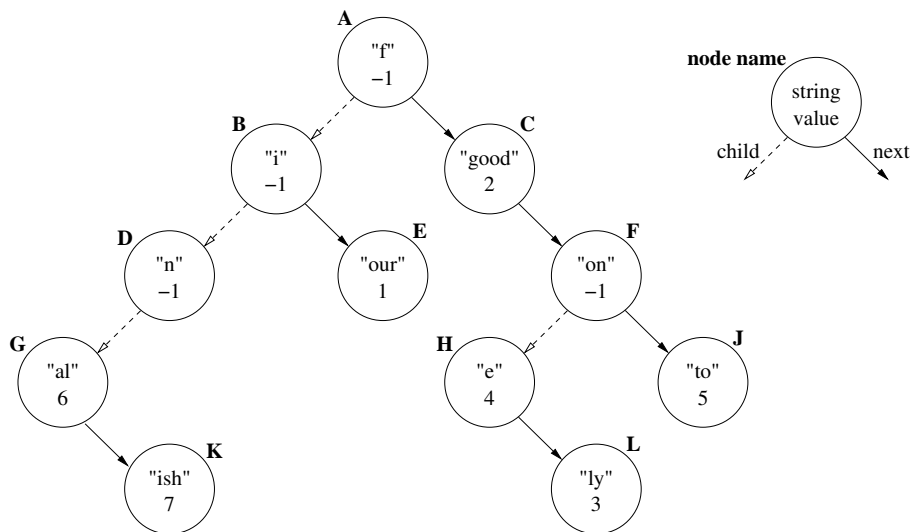 A
"f"
−1
node name
string
value
child
next
B
"i"
−1
C
"good"
2
D
"n"
−1
E
"our"
1
F
"on"
−1
G
"al"
6
H
"e"
4
J
"to"
5
K
"ish"
7
L
"ly"
3